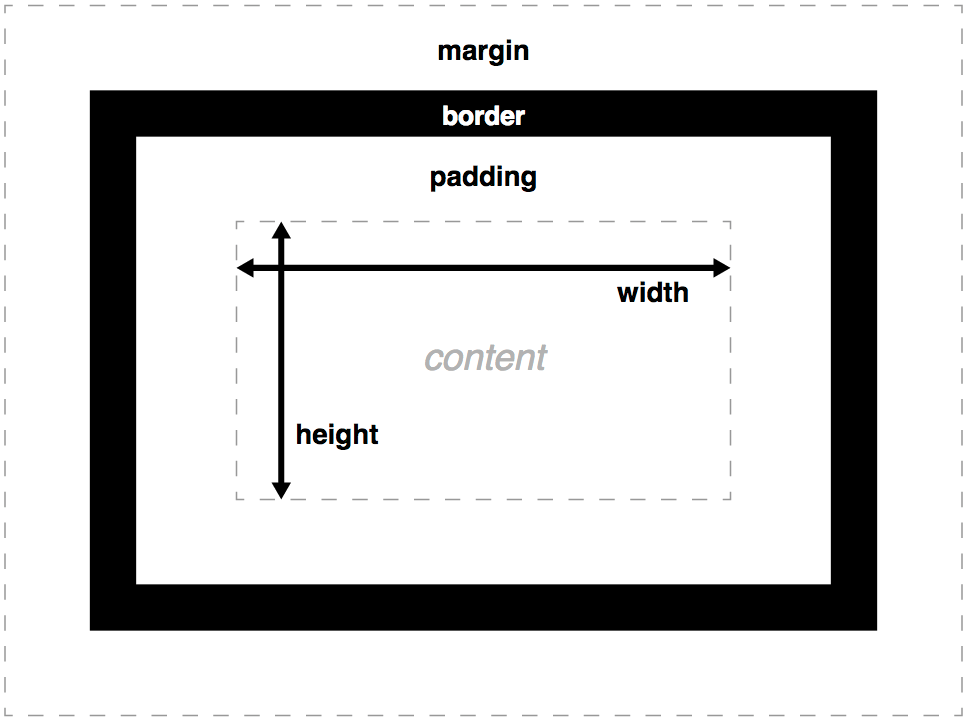 margin
border
padding
width
content
height